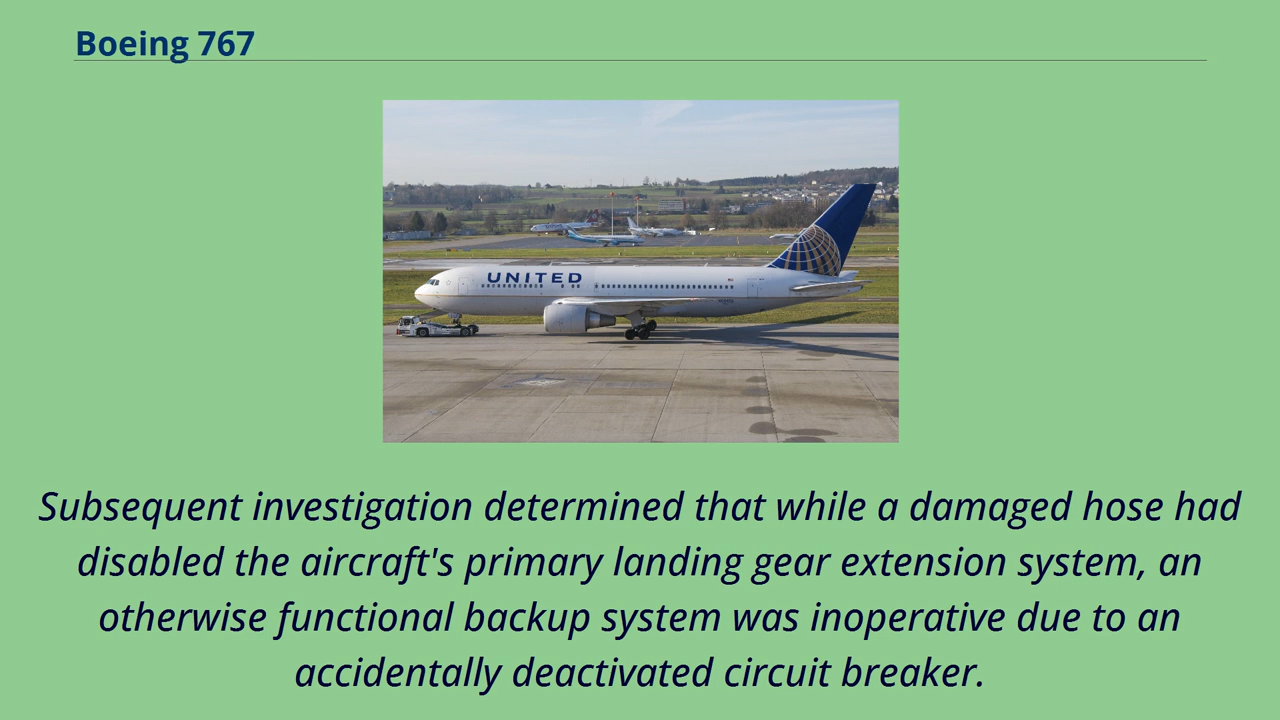 Boeing 767
UNITED
Subsequent investigation determined that while a damaged hose had
disabled the aircraft's primary landing gear extension system, an
otherwise functional backup system was inoperative due to an
accidentally deactivated circuit breaker.